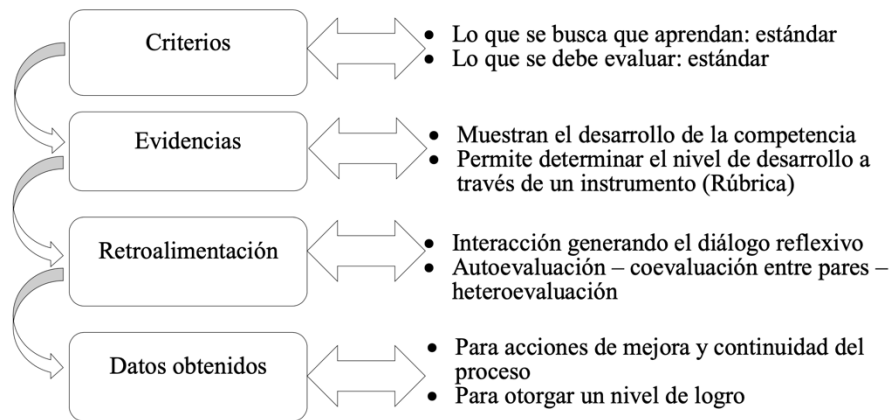 Criterios
• Lo que se busca que aprendan: estándar
• Lo que se debe evaluar: estándar
Evidencias
• Muestran el desarrollo de la competencia
• Permite determinar el nivel de desarrollo a
través de un instrumento (Rúbrica)
Retroalimentación
• Interacción generando el diálogo reflexivo
• Autoevaluación – coevaluación entre pares –
heteroevaluación
Datos obtenidos
• Para acciones de mejora y continuidad del
proceso
• Para otorgar un nivel de logro